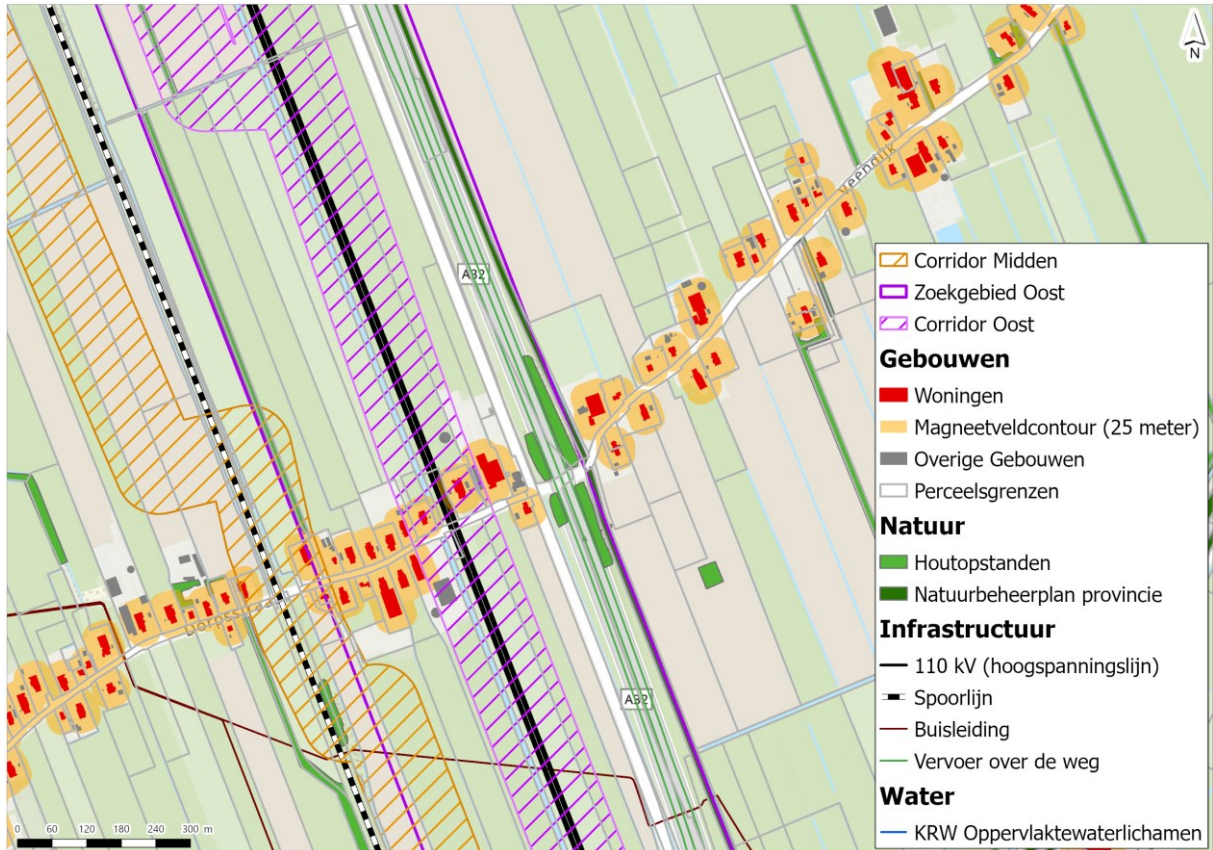 N
Veendijk
A32
A32
Corridor Midden
Zoekgebied Oost
Corridor Oost
Gebouwen
Woningen
Magneetveldcontour (25 meter)
Overige Gebouwen
Perceelsgrenzen
Natuur
Houtopstanden
Natuurbeheerplan provincie
Infrastructuur
110 kV (hoogspanningslijn)
Spoorlijn
Buisleiding
Vervoer over de weg
Water
KRW Oppervlaktewaterlichamen
0 60 120 180 240 300 m